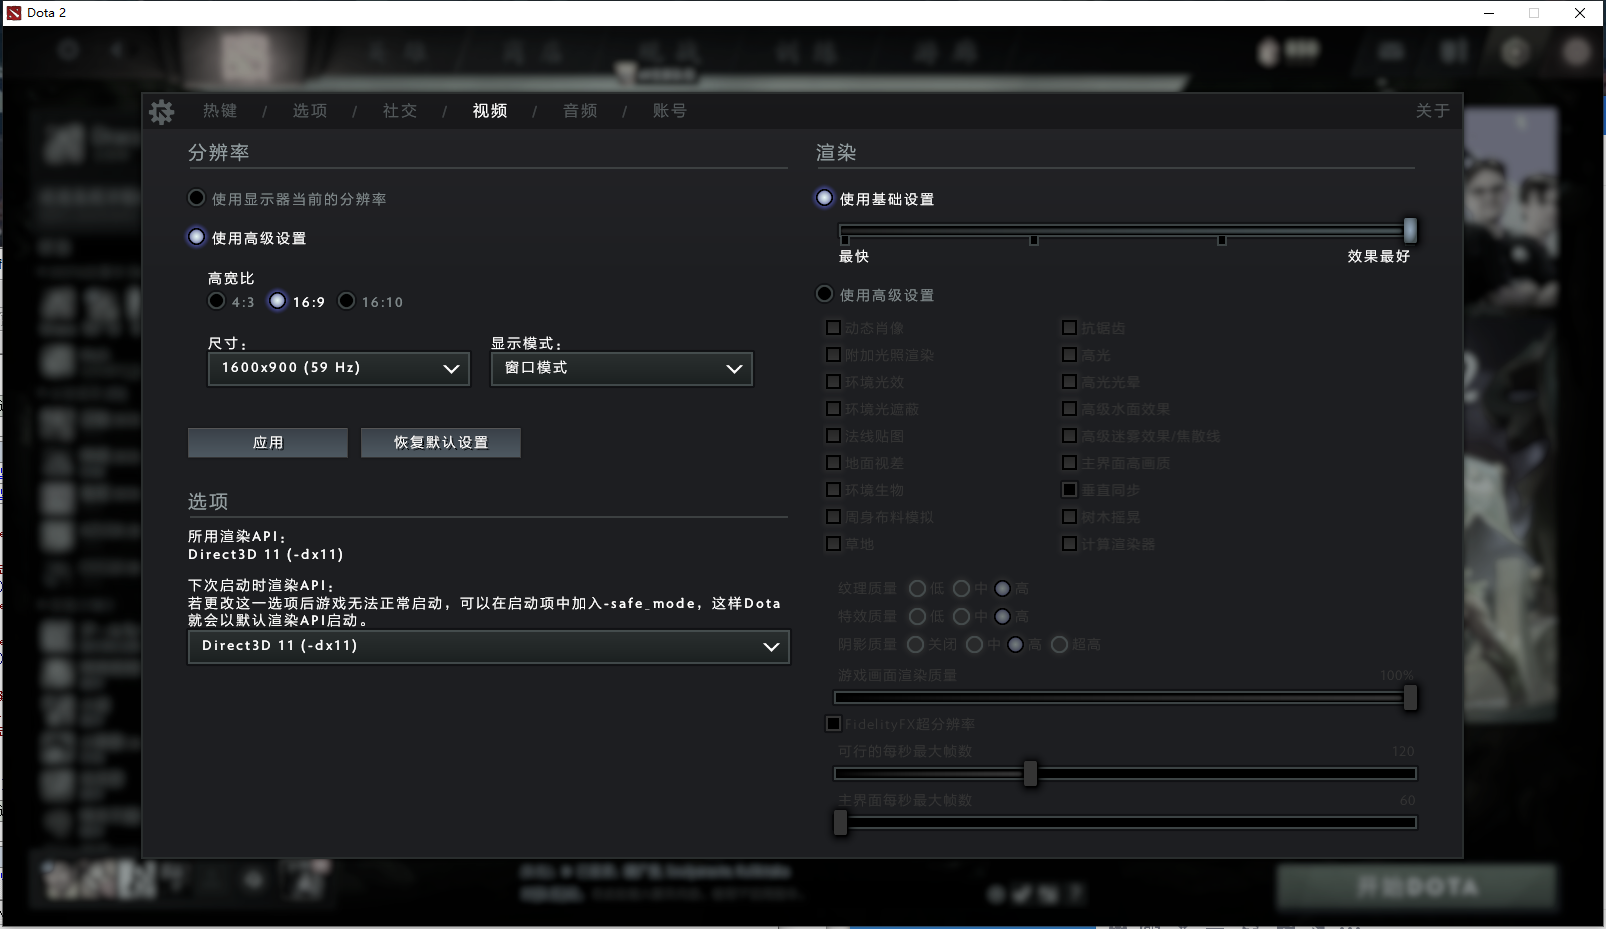 Dota 2
热键 / 选项 / 社交 / 视频 / 音频 / 账号
关于
分辨率
使用显示器当前的分辨率
使用高级设置
高宽比
4:3 16:9 16:10
尺寸： 显示模式：
1600x900 (59 Hz) 窗口模式
应用 恢复默认设置
选项
所用渲染API：
Direct3D 11 (-dx11)
下次启动时渲染API：
若更改这一选项后游戏无法正常启动，可以在启动项中加入-safe_mode，这样Dota
就会以默认渲染API启动。
Direct3D 11 (-dx11)
渲染
使用基础设置
最快 效果最好
使用高级设置
动态肖像 抗锯齿
附加光照渲染 高光
环境光效 高光光晕
环境光遮蔽 高级水面效果
法线贴图 高级迷雾效果/焦散线
地面视差 主界面高画质
环境生物 垂直同步
周身布料模拟 树木摇晃
草地 计算渲染器
纹理质量 低 中 高
特效质量 低 中 高
阴影质量 关闭 中 高 超高
游戏画面渲染质量 100%
FidelityFX超分辨率
可行的每秒最大帧数 120
主界面每秒最大帧数 60
开始DOTA